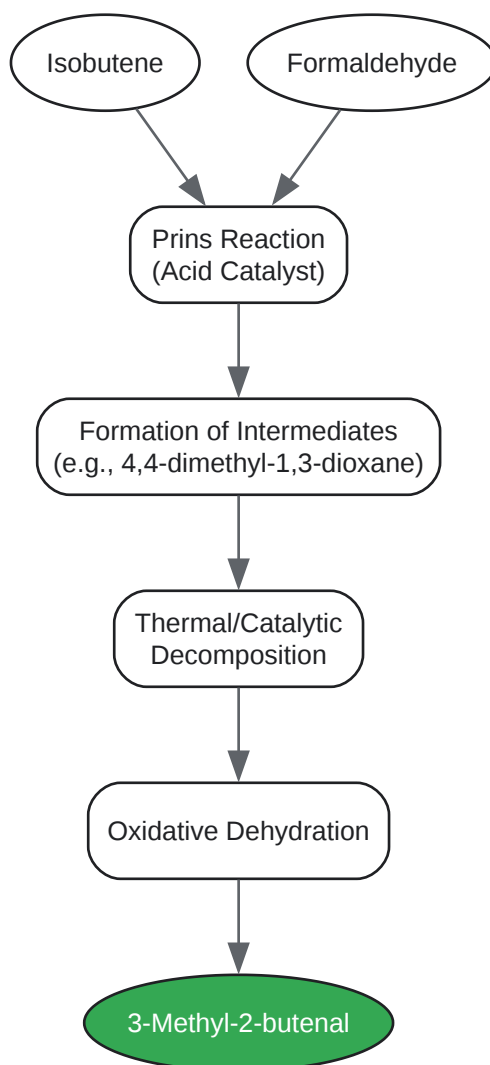 Isobutene
Formaldehyde
Prins Reaction
(Acid Catalyst)
Formation of Intermediates
(e.g., 4,4-dimethyl-1,3-dioxane)
Thermal/Catalytic
Decomposition
Oxidative Dehydration
3-Methyl-2-butenal